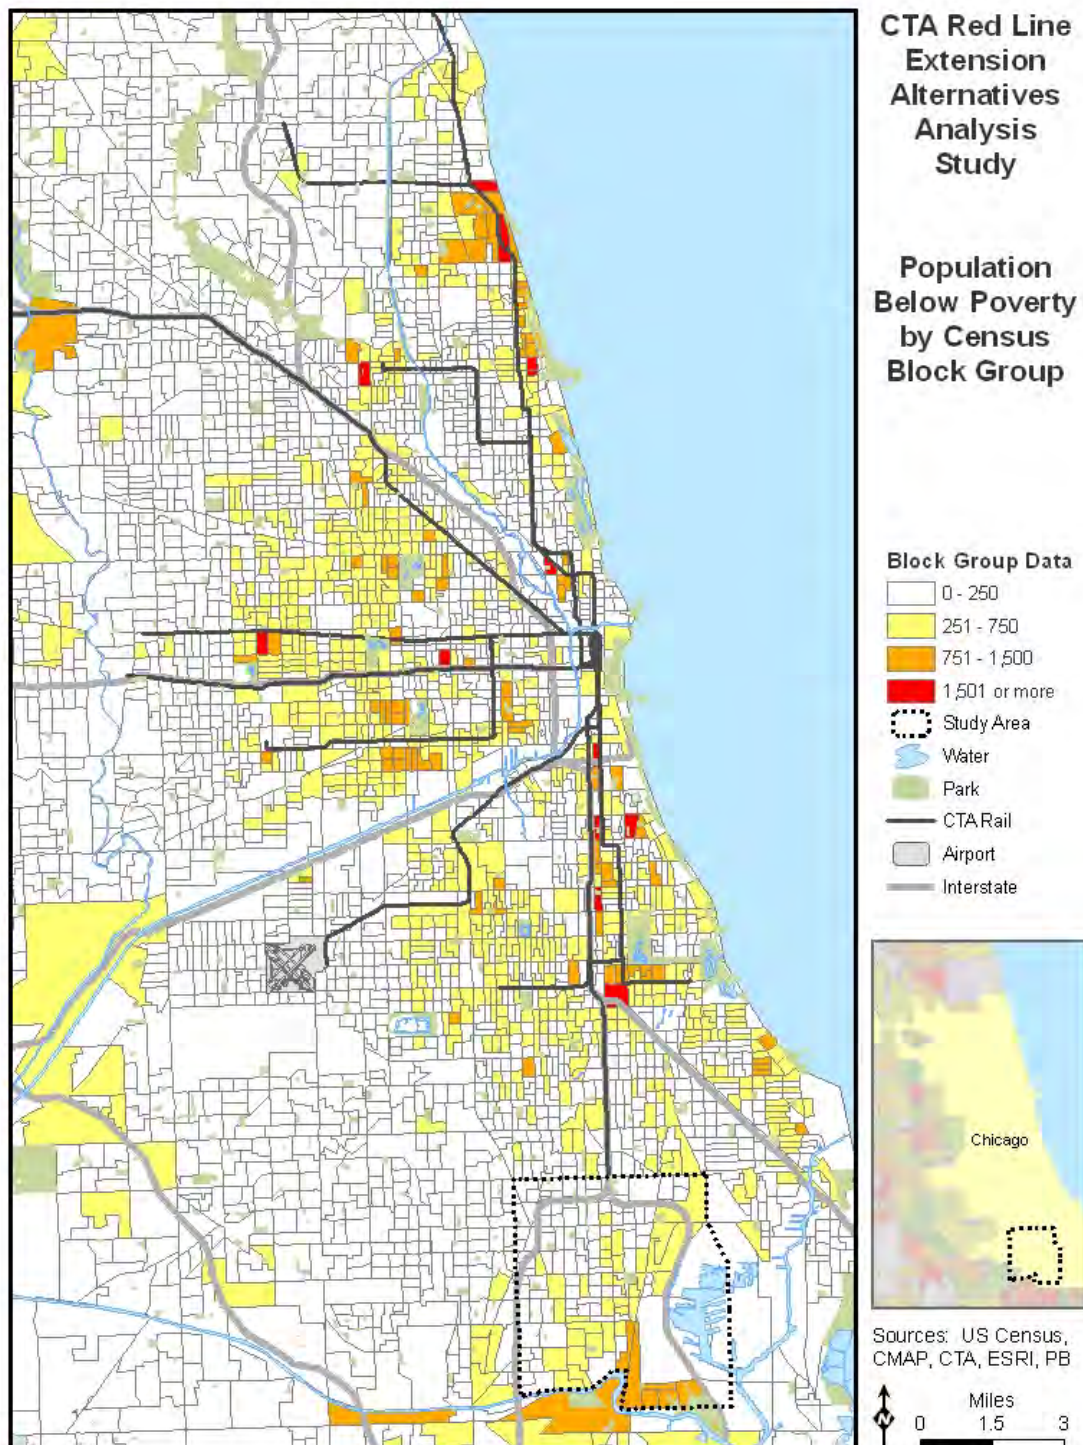 CTA Red Line
Extension
Alternatives
Analysis
Study
Population
Below Poverty
by Census
Block Group
Block Group Data
0 - 250
251 - 750
751 - 1,500
1,501 or more
Study Area
Water
Park
CTA Rail
Airport
Interstate
Chicago
Sources: US Census,
CMAP, CTA, ESRI, PB
N
Miles
0 1.5 3